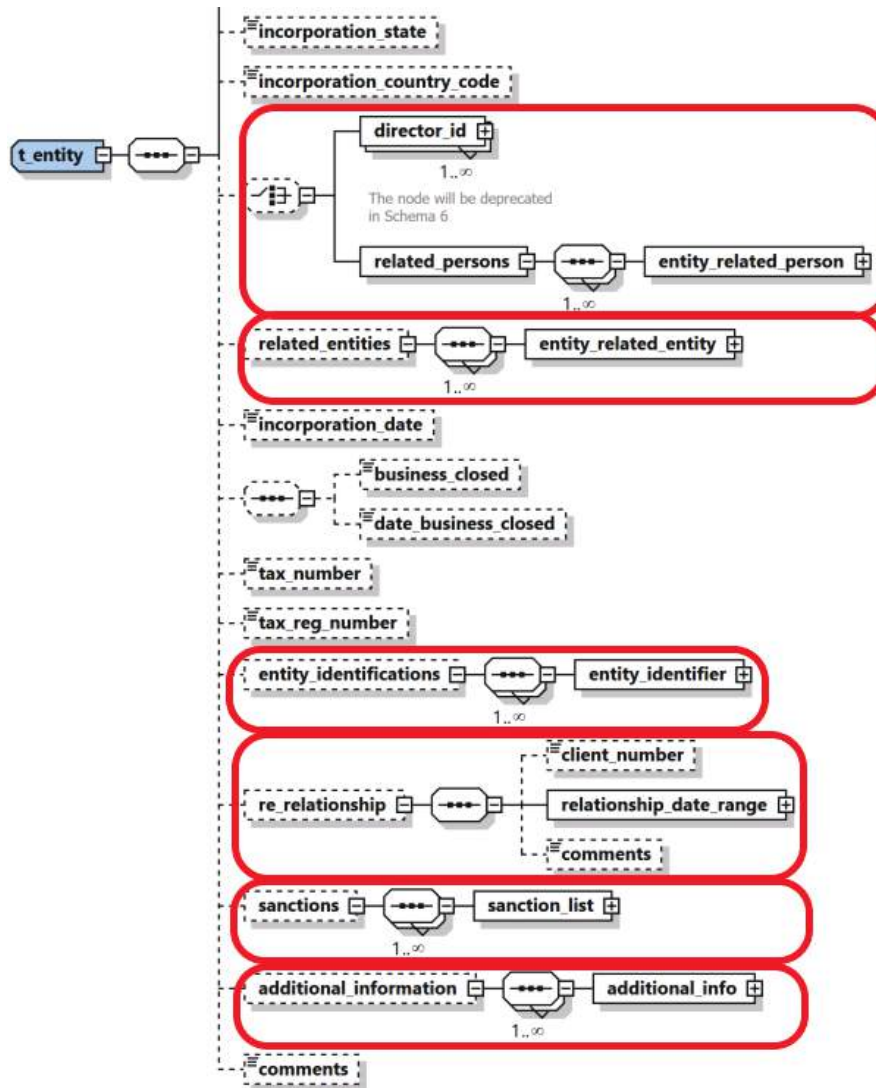 incorporation_state
incorporation_country_code
t_entity
director_id
1..∞
The node will be deprecated
in Schema 6
related_persons
entity_related_person
1..∞
related_entities
entity_related_entity
1..∞
incorporation_date
business_closed
date_business_closed
tax_number
tax_reg_number
entity_identifications
entity_identifier
1..∞
client_number
re_relationship
relationship_date_range
comments
sanctions
sanction_list
1..∞
additional_information
additional_info
1..∞
comments